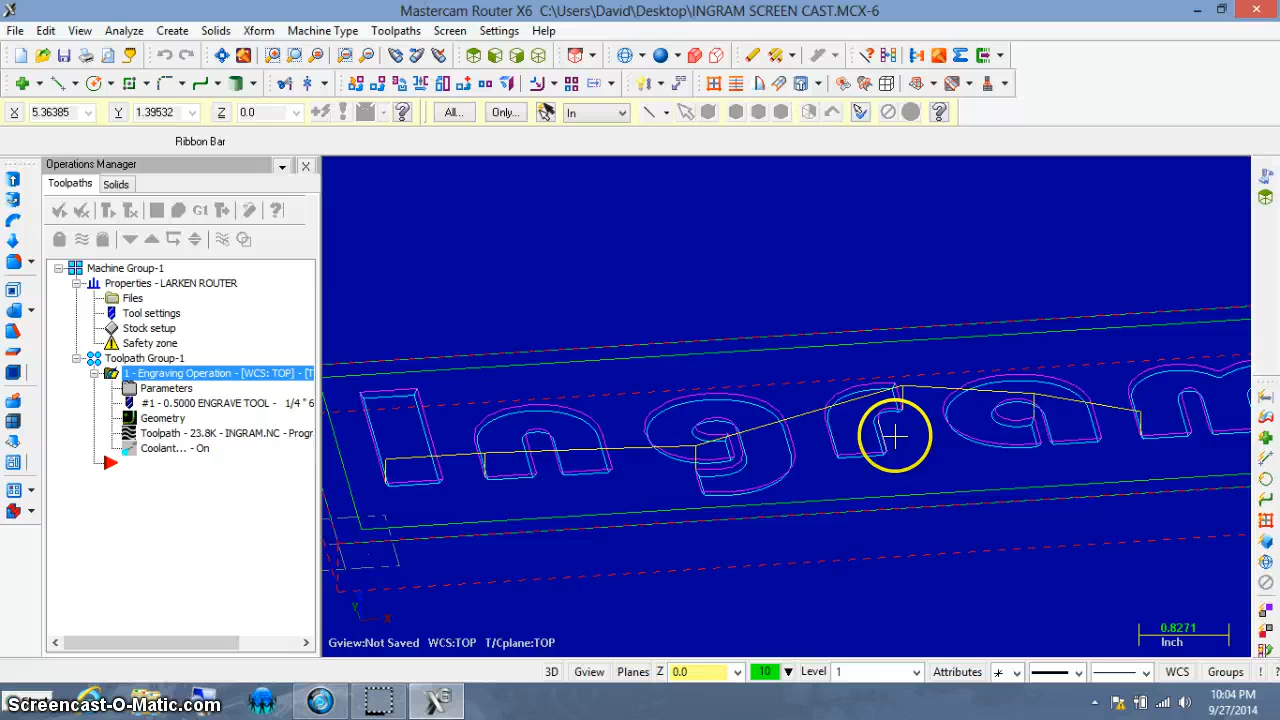 Mastercam Router X6 C:\Users\David\Desktop\INGRAM SCREEN CAST.MCX-6
File Edit View Analyze Create Solids Xform Machine Type Toolpaths Screen Settings Help
X 5.36385 Y 1.39532 Z 0.0 All... Only... In
Ribbon Bar
Operations Manager
Toolpaths Solids
G1
Machine Group-1
Properties - LARKEN ROUTER
Files
Tool settings
Stock setup
Safety zone
Toolpath Group-1
1 - Engraving Operation - [WCS: TOP] - [T
Parameters
#1 - 0.5000 ENGRAVE TOOL - 1/4 * 6
Geometry
Toolpath - 23.8K - INGRAM.NC - Progr
Coolant... - On
Ingram
Y X
Gview:Not Saved WCS:TOP T/Cplane:TOP
0.8271
Inch
3D Gview Planes Z 0.0 10 Level 1 Attributes WCS Groups ! ?
Screencast-O-Matic.com
10:04 PM
9/27/2014